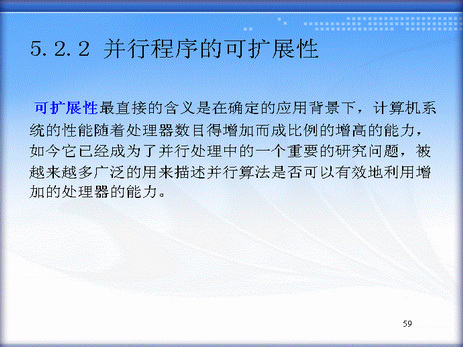 5.2.2 并行程序的可扩展性
可扩展性最直接的含义是在确定的应用背景下，计算机系
统的性能随着处理器数目得增加而成比例的增高的能力，
如今它已经成为了并行处理中的一个重要的研究问题，被
越来越多广泛的用来描述并行算法是否可以有效地利用增
加的处理器的能力。
59